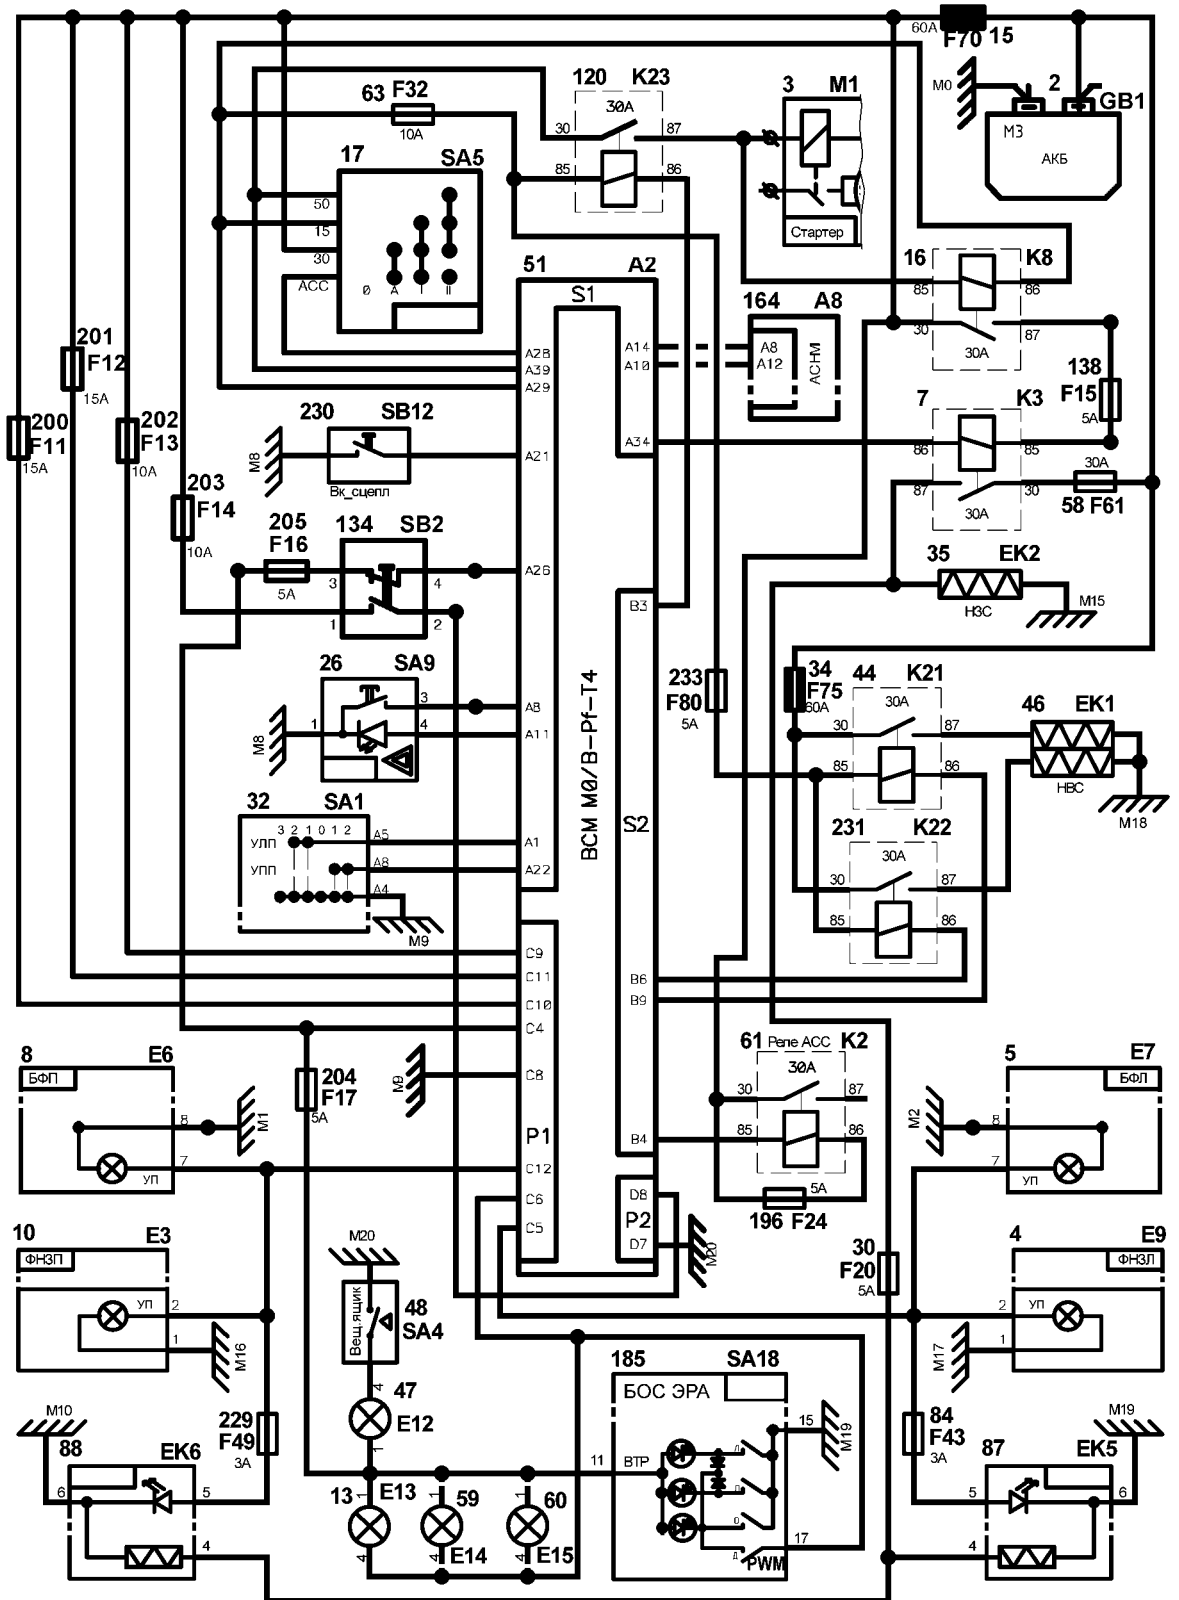 60A F70 15
M0 2 GB1
МЗ
АКБ
120 K23
30A
30 87
85 86
3 M1
Стартер
63 F32
10A
17 SA5
50
15
30
ACC
0 A I II
51 A2
S1
16 K8
85 86
30 87
30A
164 A8
A14 A8
A10 A12
АСНМ
138
F15
5A
201
F12
15A
200
F11
15A
202
F13
10A
203
F14
10A
A28
A39
A29
230 SB12
M8
Вк_сцепл
A21
A34
7 K3
86 85
87 30
30A
30A
58 F61
205
F16
5A
134 SB2
3 4
1 2
A26
B3
35 EK2
НЗС
M15
26 SA9
M8
1 3
4
A8
A11
BCM M0/B-Pf-T4
233
F80
5A
34
F75
60A
44 K21
30A
30 87
85 86
46 EK1
НВС
M18
32 SA1
3 2 1 0 1 2
УЛП A5
УПП A8
A4
M9
A1
A22
S2
231 K22
30A
30 87
85 86
C9
C11
C10
C4
B6
B9
8 E6
БФП
8
7
УП
M1
204
F17
5A
M9
C8
P1
C12
C6
C5
61 Реле ACC K2
30A
30 87
85 86
B4
5A
196 F24
D8
P2
D7
M20
5 E7
БФЛ
M2
8
7
УП
10 E3
ФНЗП
УП 2
1
M16
M20
Вещ.ящик
48
SA4
4
47
E12
1
30
F20
5A
4 E9
ФНЗЛ
2 УП
1
M17
185 SA18
БОС ЭРА
15
M19
11 ВТР
17
PWM
M10
88 EK6
6 5
4
229
F49
3A
13 E13
1
4
59
1
E14
4
60
1
E15
4
84
F43
3A
M19
87 EK5
5 6
4